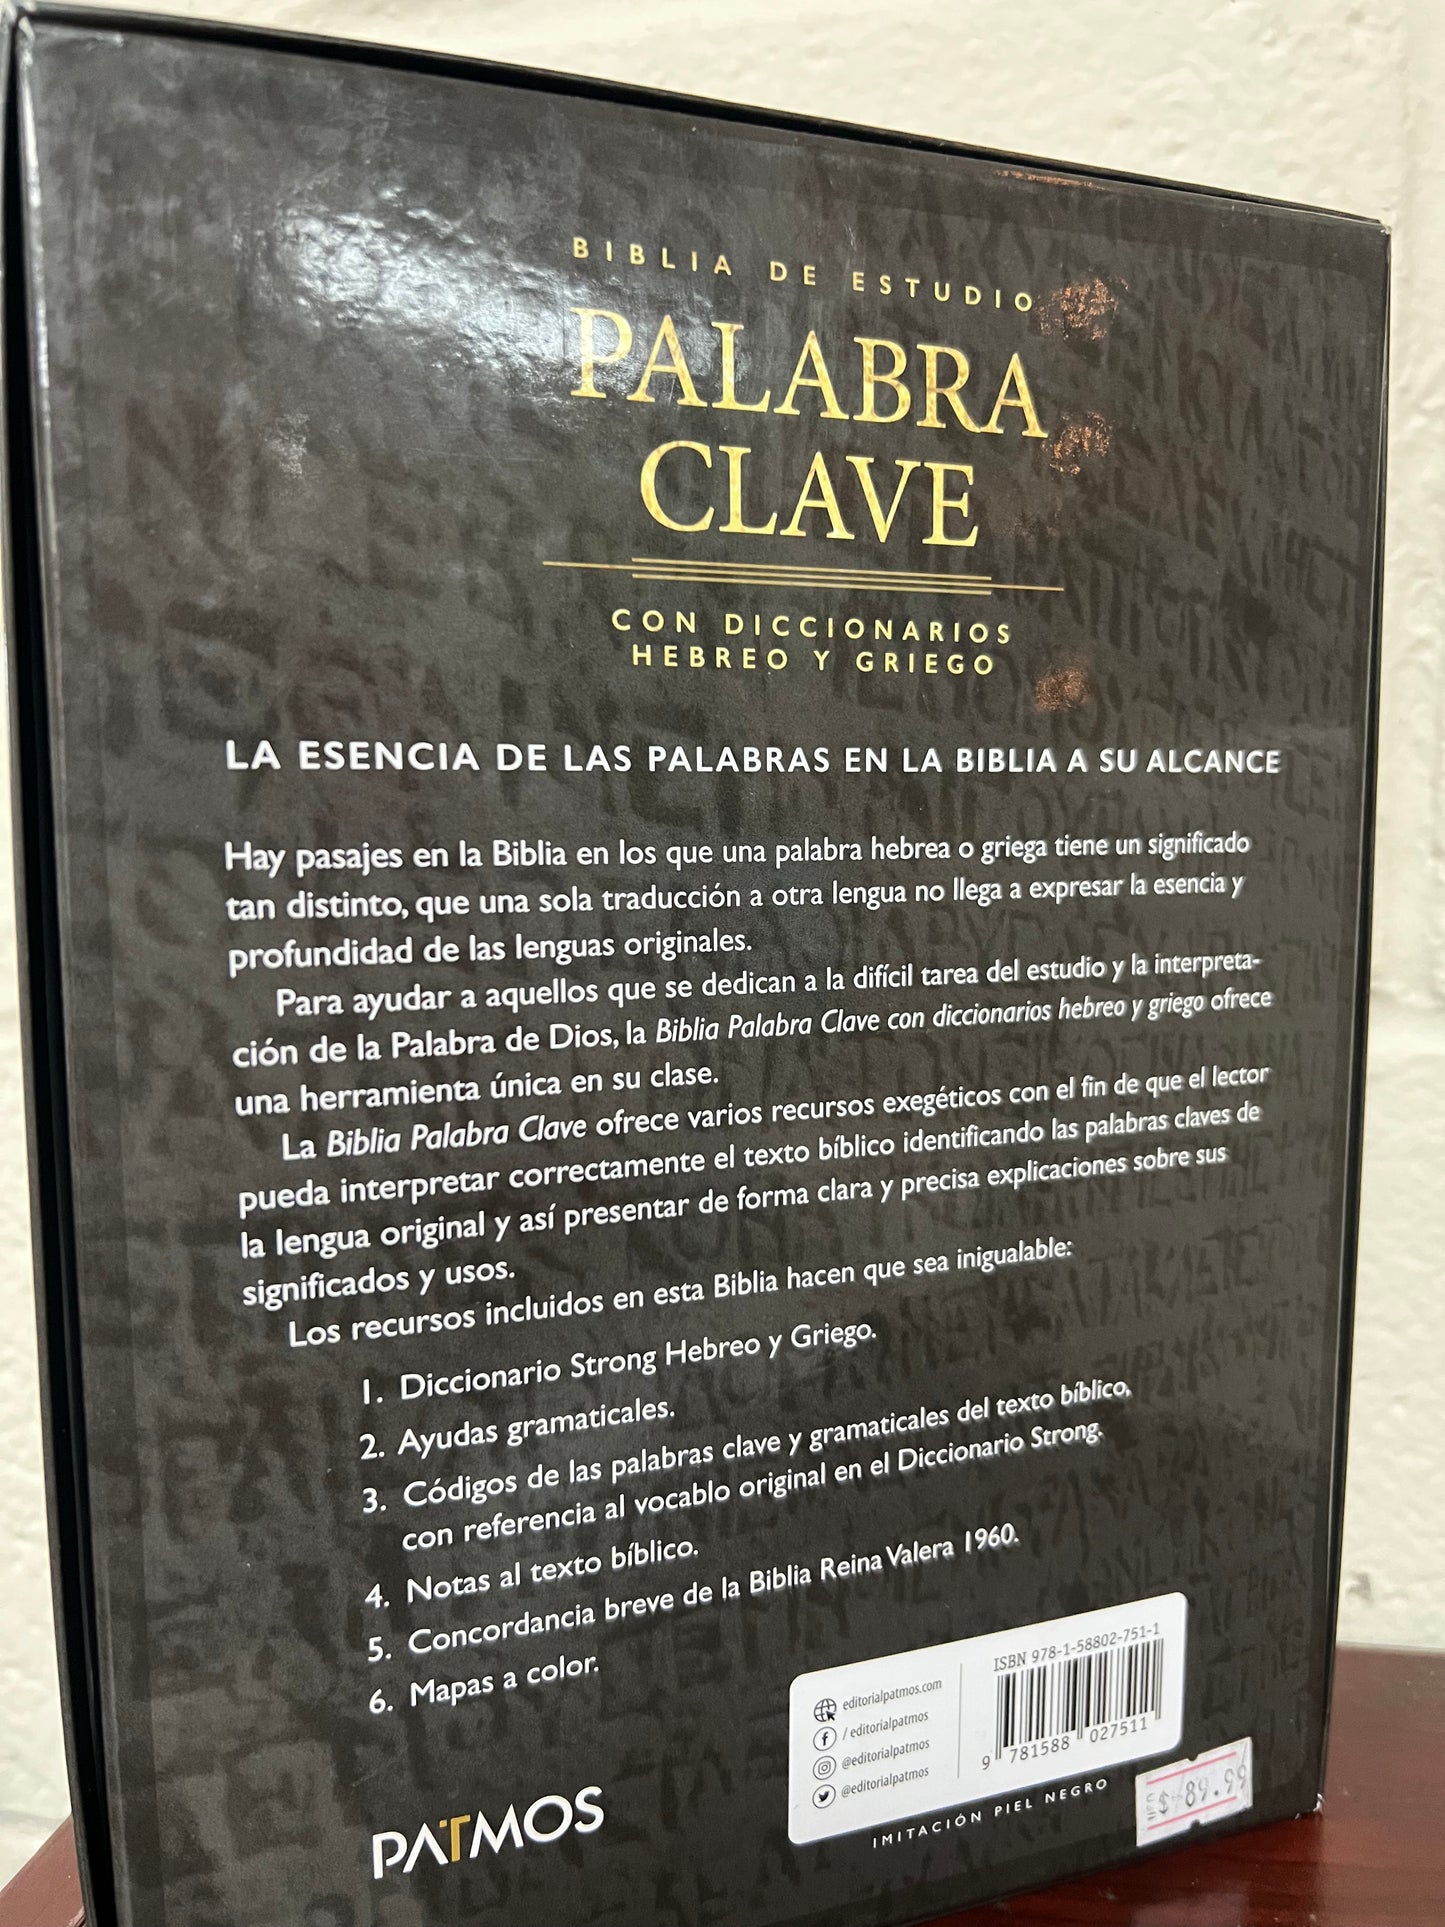 BIBLIA DE ESTUDIO
PALABRA
CLAVE
CON DICCIONARIOS
HEBREO Y GRIEGO
LA ESENCIA DE LAS PALABRAS EN LA BIBLIA A SU ALCANCE
Hay pasajes en la Biblia en los que una palabra hebrea o griega tiene un significado
tan distinto, que una sola traducción a otra lengua no llega a expresar la esencia y
profundidad de las lenguas originales.
Para ayudar a aquellos que se dedican a la difícil tarea del estudio y la interpreta-
ción de la Palabra de Dios, la Biblia Palabra Clave con diccionarios hebreo y griego ofrece
una herramienta única en su clase.
La Biblia Palabra Clave ofrece varios recursos exegéticos con el fin de que el lector
pueda interpretar correctamente el texto bíblico identificando las palabras claves de
la lengua original y así presentar de forma clara y precisa explicaciones sobre sus
significados y usos.
Los recursos incluidos en esta Biblia hacen que sea inigualable:
1. Diccionario Strong Hebreo y Griego.
2. Ayudas gramaticales.
3. Códigos de las palabras clave y gramaticales del texto bíblico,
con referencia al vocablo original en el Diccionario Strong.
4. Notas al texto bíblico.
5. Concordancia breve de la Biblia Reina Valera 1960.
6. Mapas a color.
ISBN 978-1-58802-751-1
editorialpatmos.com
/editorialpatmos
@editorialpatmos
@editorialpatmos
9 781588 027511
IMITACIÓN PIEL NEGRO
$ 89.99
PATMOS